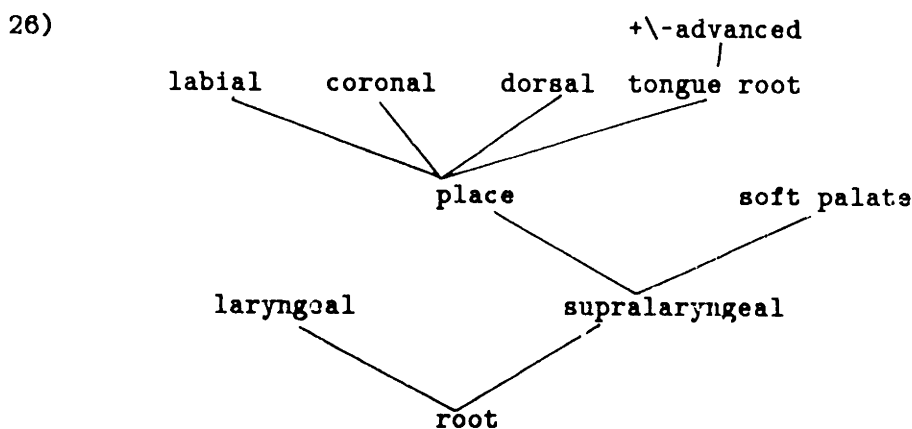 26)
+\-advanced
labial coronal dorsal tongue root
place soft palate
laryngeal supralaryngeal
root